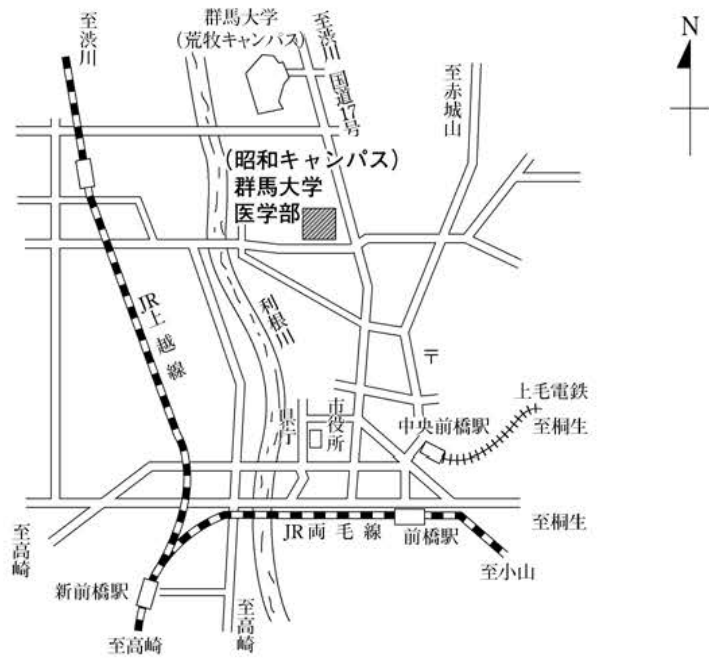 群馬大学
(荒牧キャンパス)
至渋川
至渋川
国道17号
至赤城山
N
(昭和キャンパス)
群馬大学
医学部
JR上越線
利根川
〒
上毛電鉄
至桐生
中央前橋駅
市役所
県庁
至高崎
至桐生
JR両毛線
前橋駅
至小山
新前橋駅
至高崎
至高崎